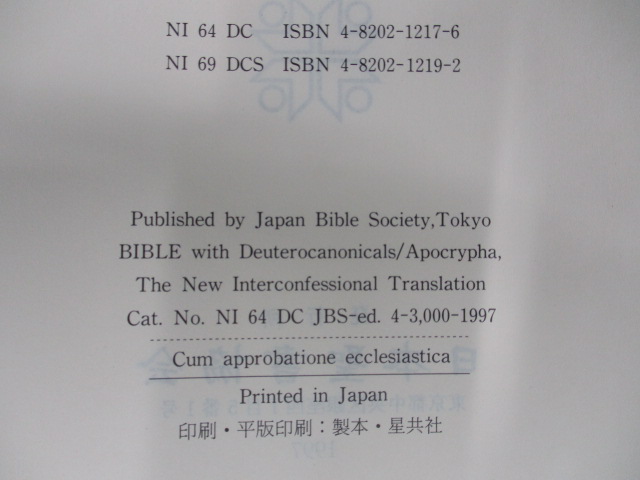 NI 64 DC ISBN 4-8202-1217-6
NI 69 DCS ISBN 4-8202-1219-2
Published by Japan Bible Society,Tokyo
BIBLE with Deuterocanonicals/Apocrypha,
The New Interconfessional Translation
Cat. No. NI 64 DC JBS-ed. 4-3,000-1997
Cum approbatione ecclesiastica
Printed in Japan
印刷・平版印刷：製本・星共社